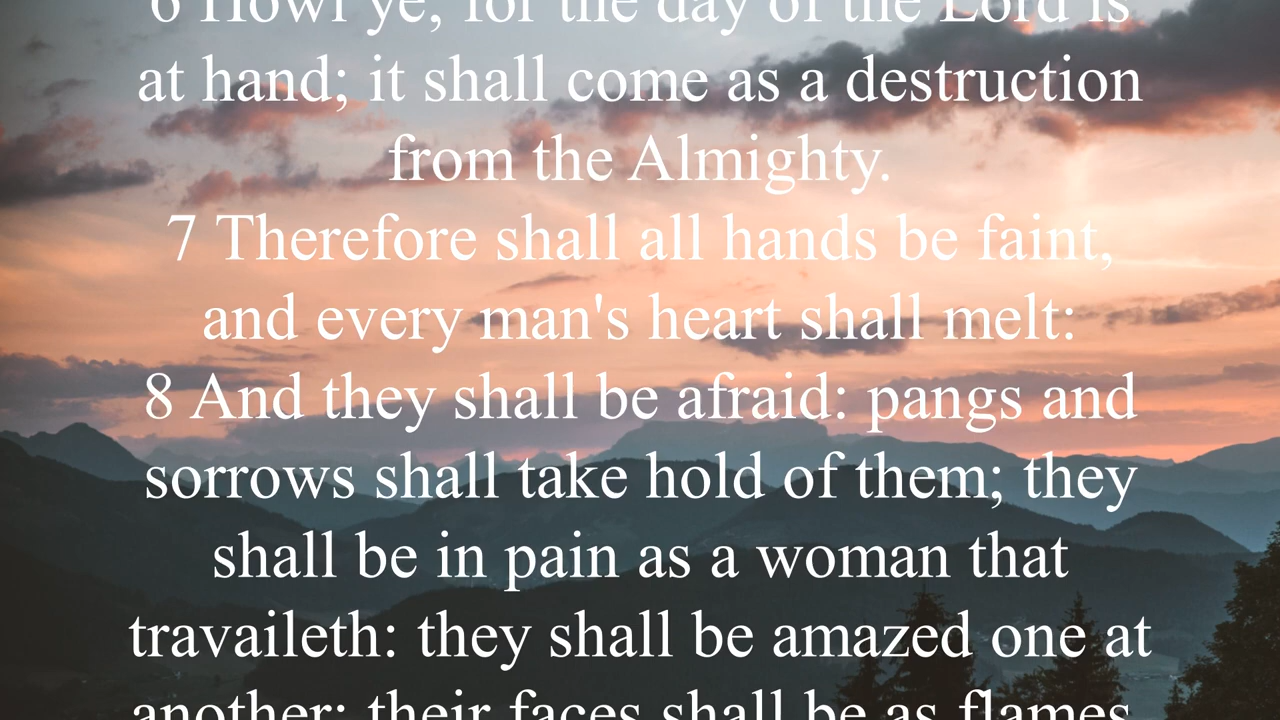 6 Howl ye; for the day of the Lord is
at hand; it shall come as a destruction
from the Almighty.
7 Therefore shall all hands be faint,
and every man's heart shall melt:
8 And they shall be afraid: pangs and
sorrows shall take hold of them; they
shall be in pain as a woman that
travaileth: they shall be amazed one at
another; their faces shall be as flames.